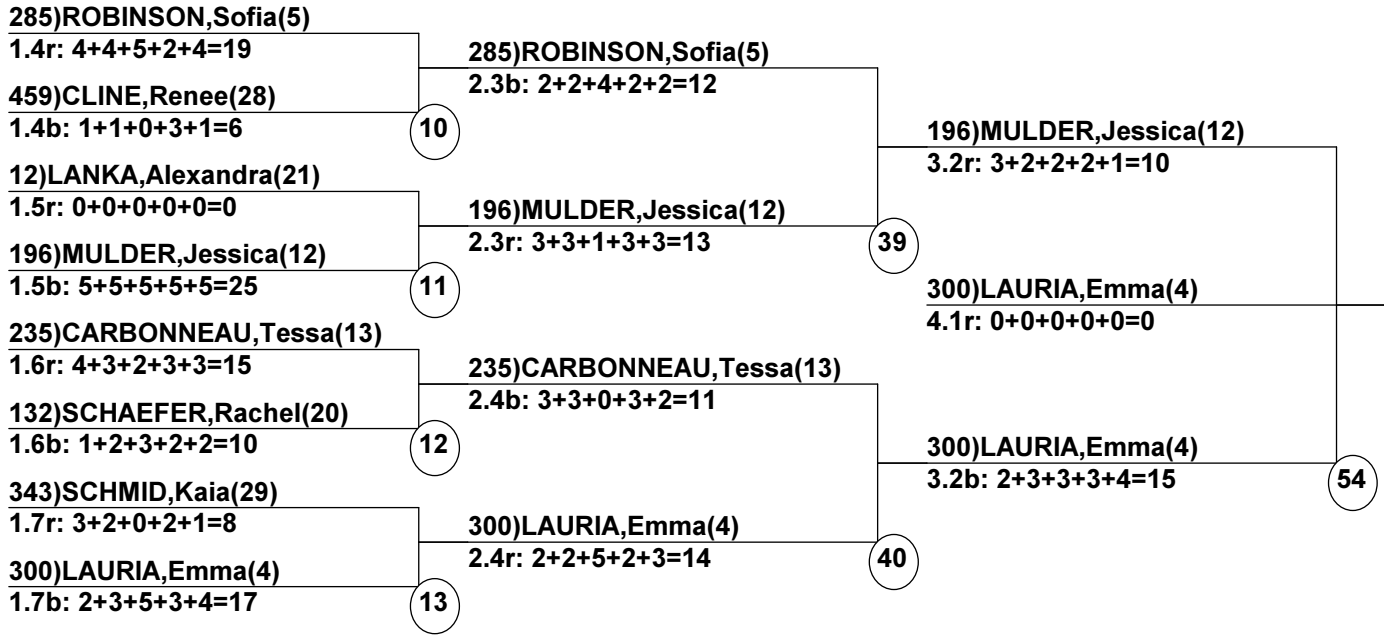 285)ROBINSON,Sofia(5)
1.4r: 4+4+5+2+4=19
459)CLINE,Renee(28)
1.4b: 1+1+0+3+1=6
10
12)LANKA,Alexandra(21)
1.5r: 0+0+0+0+0=0
196)MULDER,Jessica(12)
1.5b: 5+5+5+5+5=25
11
235)CARBONNEAU,Tessa(13)
1.6r: 4+3+2+3+3=15
132)SCHAEFER,Rachel(20)
1.6b: 1+2+3+2+2=10
12
343)SCHMID,Kaia(29)
1.7r: 3+2+0+2+1=8
300)LAURIA,Emma(4)
1.7b: 2+3+5+3+4=17
13
285)ROBINSON,Sofia(5)
2.3b: 2+2+4+2+2=12
196)MULDER,Jessica(12)
2.3r: 3+3+1+3+3=13
39
235)CARBONNEAU,Tessa(13)
2.4b: 3+3+0+3+2=11
300)LAURIA,Emma(4)
2.4r: 2+2+5+2+3=14
40
196)MULDER,Jessica(12)
3.2r: 3+2+2+2+1=10
300)LAURIA,Emma(4)
4.1r: 0+0+0+0+0=0
300)LAURIA,Emma(4)
3.2b: 2+3+3+3+4=15
54